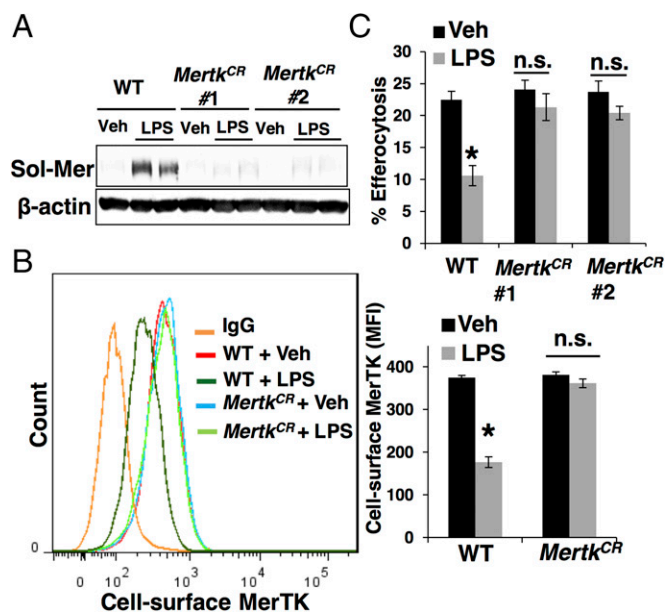 A
WT
Mertk^CR #1
Mertk^CR #2
Veh LPS Veh LPS Veh LPS
Sol-Mer
β-actin
B
Count
IgG
WT + Veh
WT + LPS
Mertk^CR + Veh
Mertk^CR + LPS
0
0 10^2 10^3 10^4 10^5
Cell-surface MerTK
C
Veh
LPS
n.s. n.s.
*
% Efferocytosis
30
25
20
15
10
5
0
WT Mertk^CR #1 Mertk^CR #2
Veh
LPS
n.s.
*
Cell-surface MerTK (MFI)
400
300
200
100
0
WT Mertk^CR